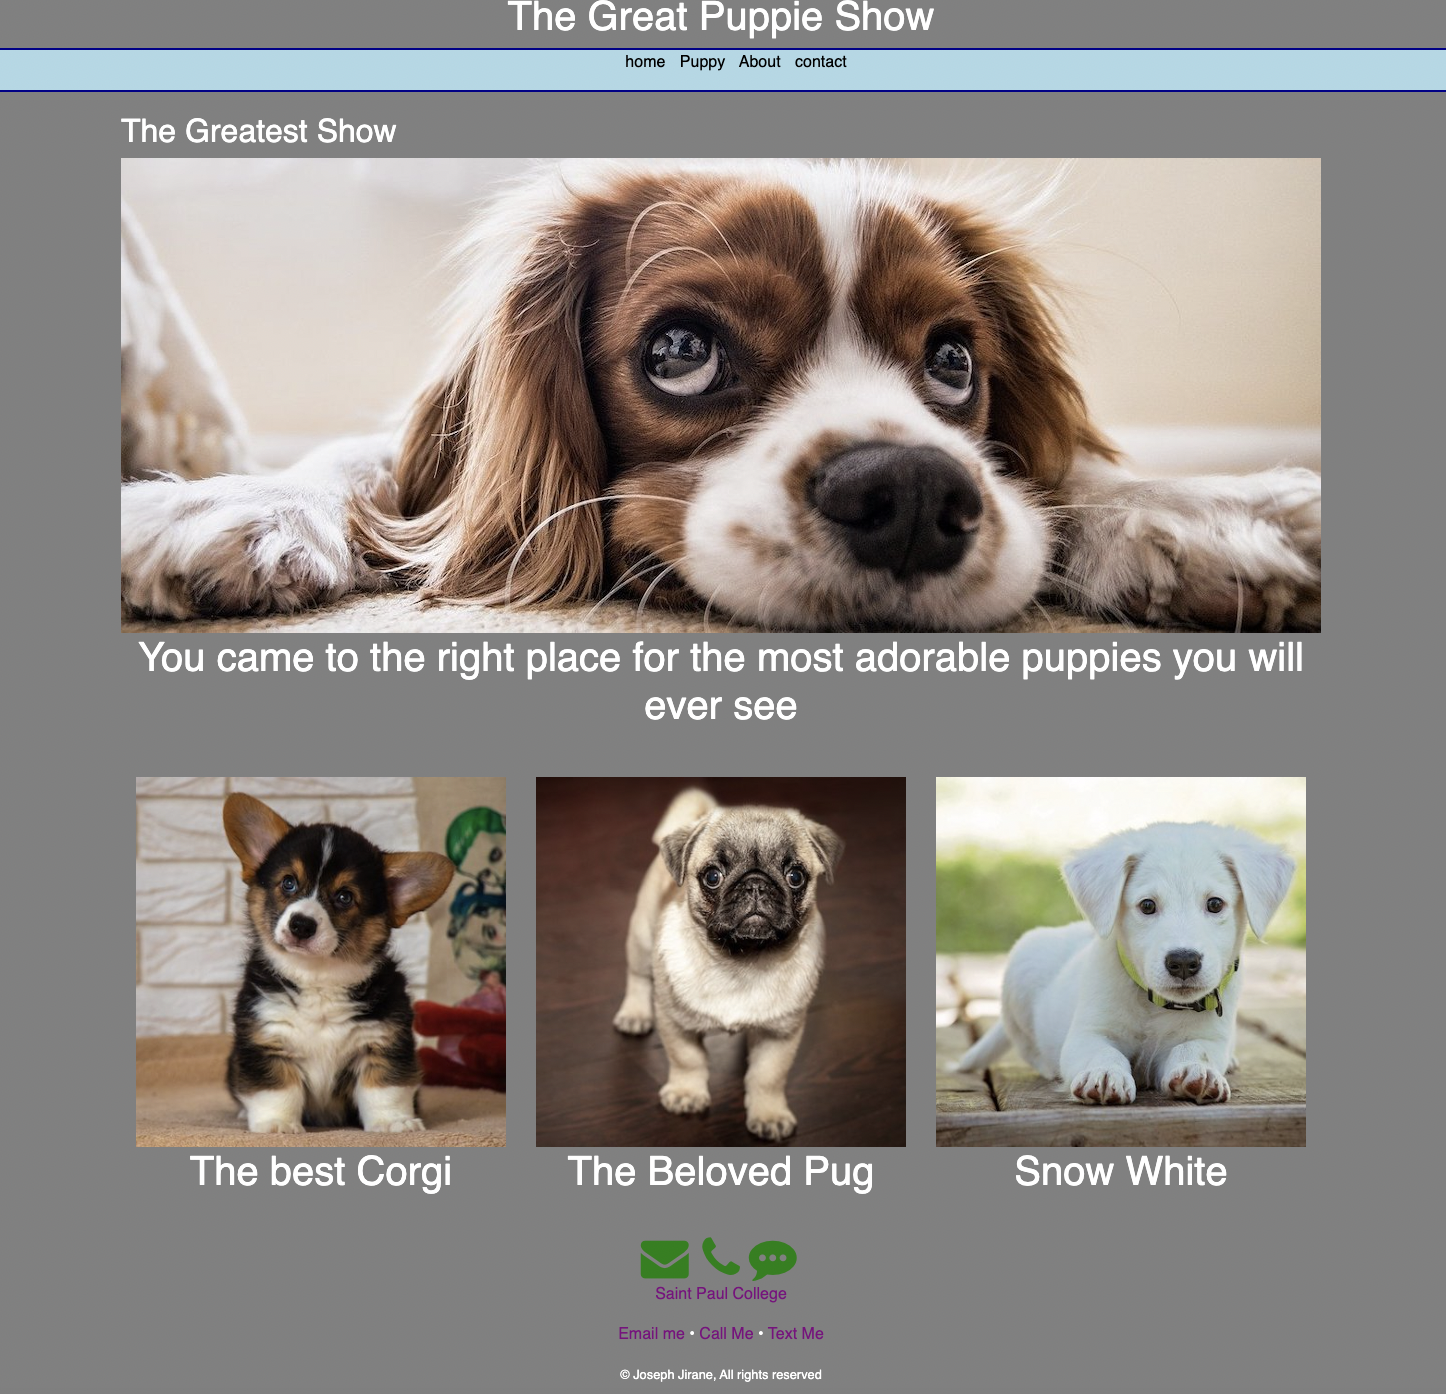 The Great Puppie Show
home Puppy About contact
The Greatest Show
You came to the right place for the most adorable puppies you will
ever see
The best Corgi
The Beloved Pug
Snow White
Saint Paul College
Email me • Call Me • Text Me
© Joseph Jirane, All rights reserved